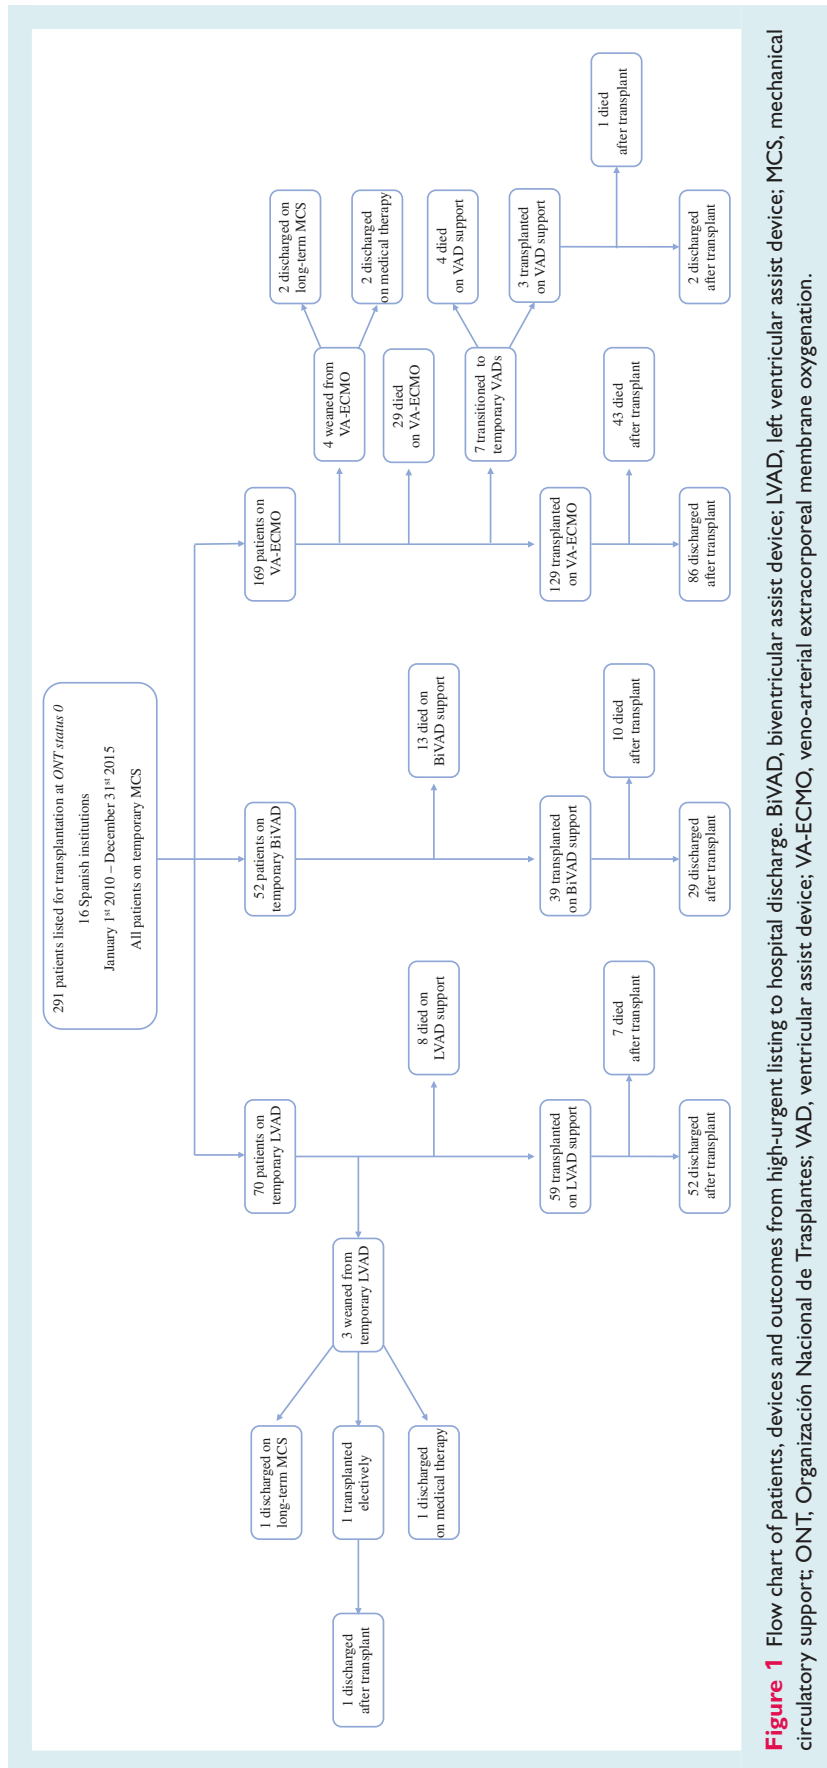 291 patients listed for transplantation at ONT status 0
16 Spanish institutions
January 1st 2010 – December 31st 2015
All patients on temporary MCS
70 patients on
temporary LVAD
52 patients on
temporary BiVAD
169 patients on
VA-ECMO
3 weaned from
temporary LVAD
1 discharged on
long-term MCS
1 transplanted
electively
1 discharged
on medical therapy
1 discharged
after transplant
8 died on
LVAD support
59 transplanted
on LVAD support
7 died
after transplant
52 discharged
after transplant
13 died on
BiVAD support
39 transplanted
on BiVAD support
10 died
after transplant
29 discharged
after transplant
4 weaned from
VA-ECMO
2 discharged on
long-term MCS
2 discharged
on medical therapy
29 died
on VA-ECMO
7 transitioned to
temporary VADs
4 died
on VAD support
3 transplanted
on VAD support
1 died
after transplant
2 discharged
after transplant
129 transplanted
on VA-ECMO
43 died
after transplant
86 discharged
after transplant
Figure 1 Flow chart of patients, devices and outcomes from high-urgent listing to hospital discharge. BiVAD, biventricular assist device; LVAD, left ventricular assist device; MCS, mechanical
circulatory support; ONT, Organización Nacional de Trasplantes; VAD, ventricular assist device; VA-ECMO, veno-arterial extracorporeal membrane oxygenation.